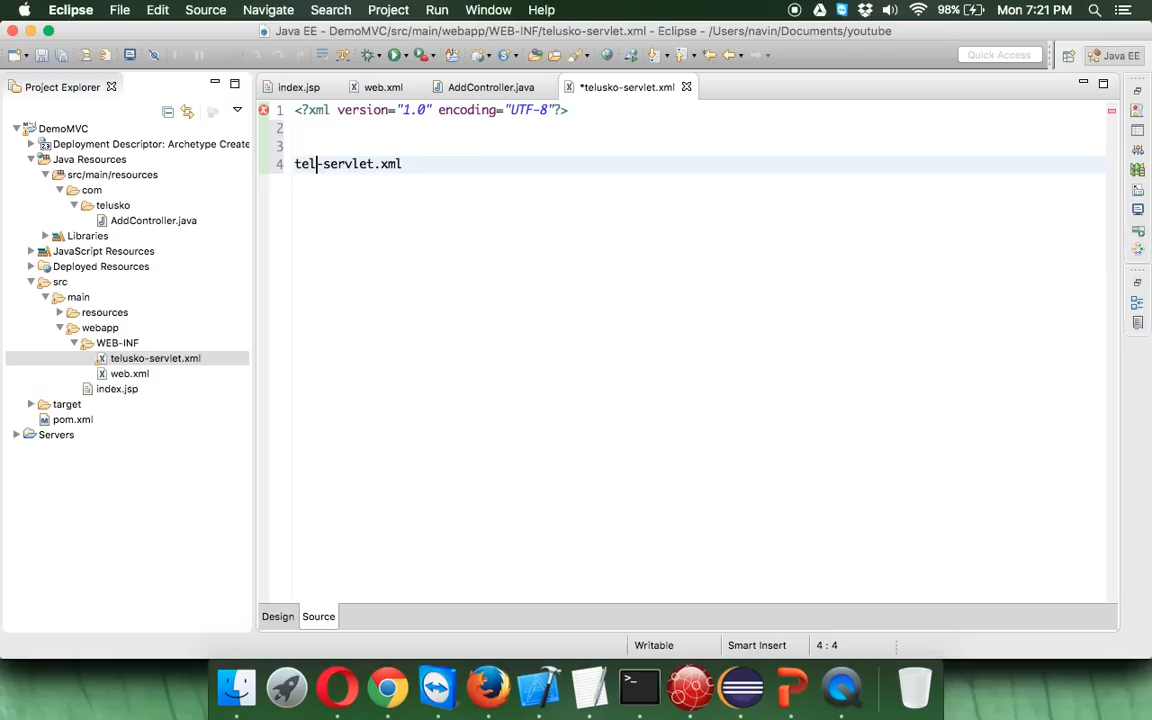 Eclipse File Edit Source Navigate Search Project Run Window Help 98% Mon 7:21 PM
Java EE - DemoMVC/src/main/webapp/WEB-INF/telusko-servlet.xml - Eclipse - /Users/navin/Documents/youtube
Quick Access Java EE
Project Explorer
index.jsp web.xml AddController.java *telusko-servlet.xml
DemoMVC
Deployment Descriptor: Archetype Create
Java Resources
src/main/resources
com
telusko
AddController.java
Libraries
JavaScript Resources
Deployed Resources
src
main
resources
webapp
WEB-INF
telusko-servlet.xml
web.xml
index.jsp
target
pom.xml
Servers
1 <?xml version="1.0" encoding="UTF-8"?>
2
3
4 tel-servlet.xml
Design Source
Writable Smart Insert 4 : 4